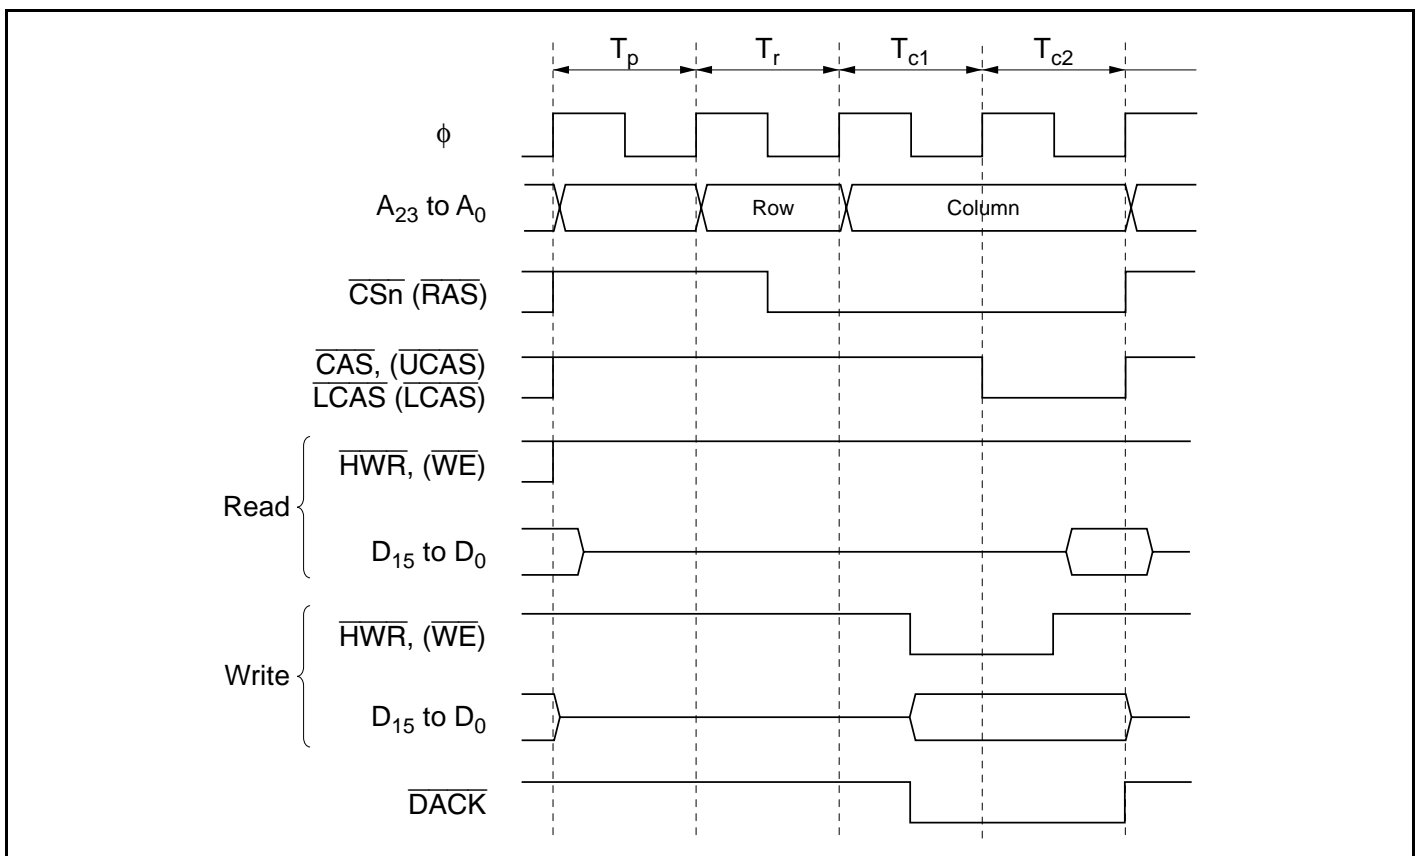 Tp Tr Tc1 Tc2
ϕ
A23 to A0 Row Column
CSn (RAS)
CAS, (UCAS)
LCAS (LCAS)
HWR, (WE)
Read
D15 to D0
HWR, (WE)
Write
D15 to D0
DACK